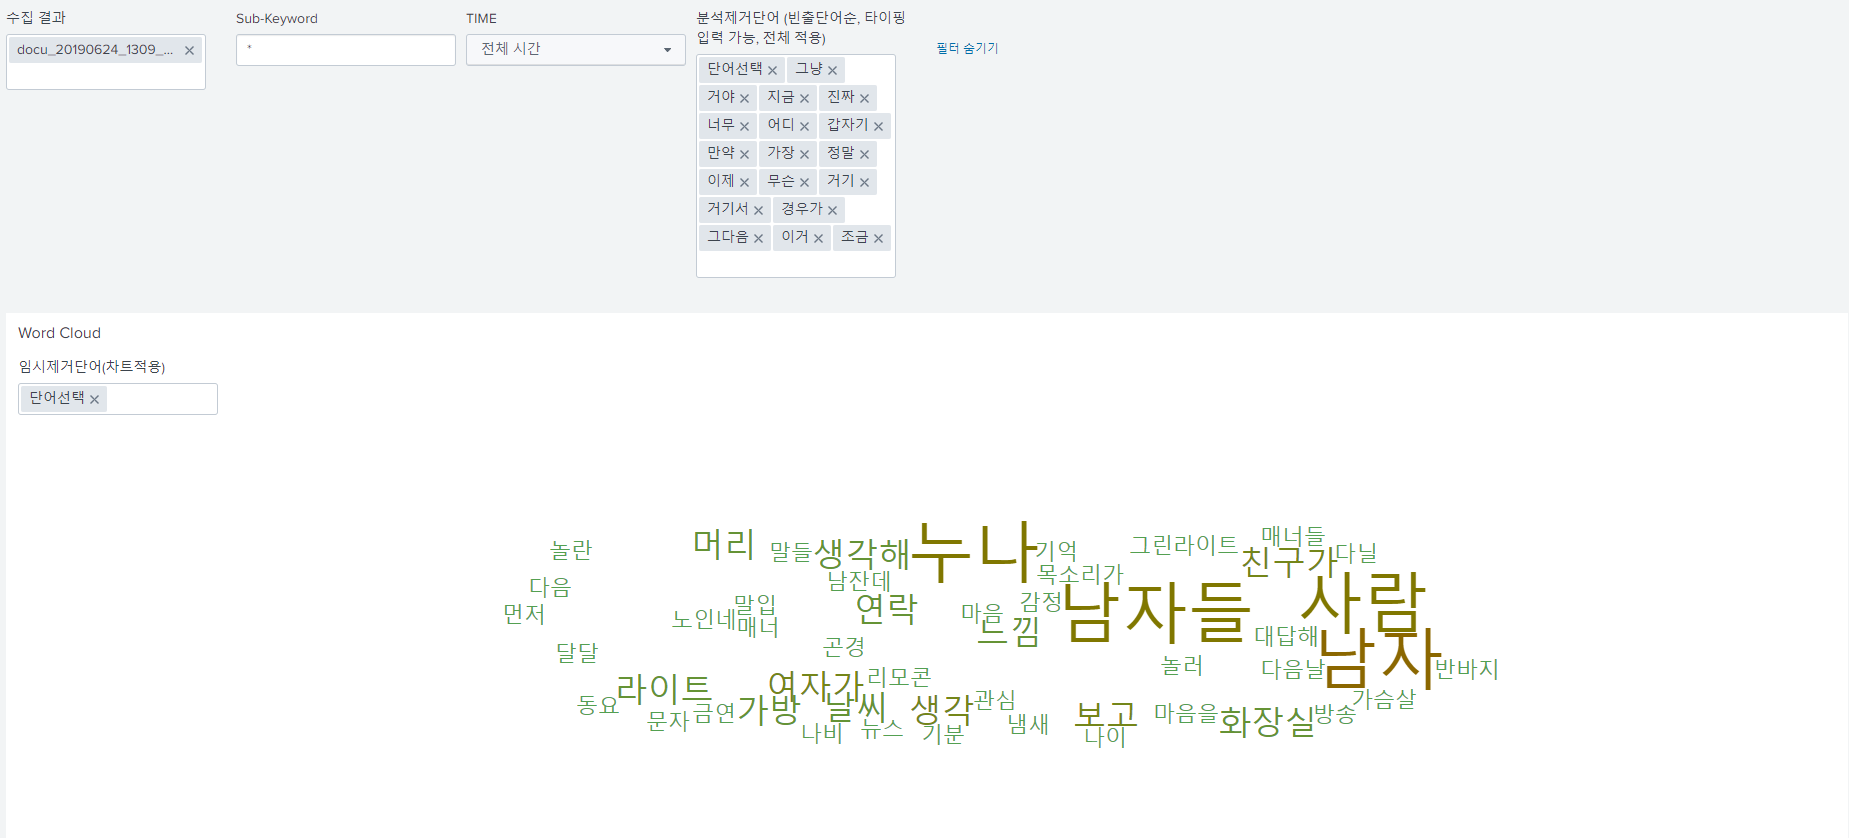 수집 결과
docu_20190624_1309_...
Sub-Keyword
*
TIME
전체 시간
분석제거단어 (빈출단어순, 타이핑
입력 가능, 전체 적용)
단어선택 그냥
거야 지금 진짜
너무 어디 갑자기
만약 가장 정말
이제 무슨 거기
거기서 경우가
그다음 이거 조금
필터 숨기기
Word Cloud
임시제거단어(차트적용)
단어선택
누나
남자들
사람
남자
머리
말들
생각해
기억
그린라이트
매너들
친구가
다닐
놀란
남잔데
목소리가
다음
먼저
노인네
말입
매너
연락
마음
감정
느낌
대답해
달달
곤경
놀러
다음날
반바지
라이트
여자가
리모콘
동요
문자
금연
가방
날씨
생각
관심
보고
마음을
화장실
방송
가슴살
나비
뉴스
기분
냄새
나이